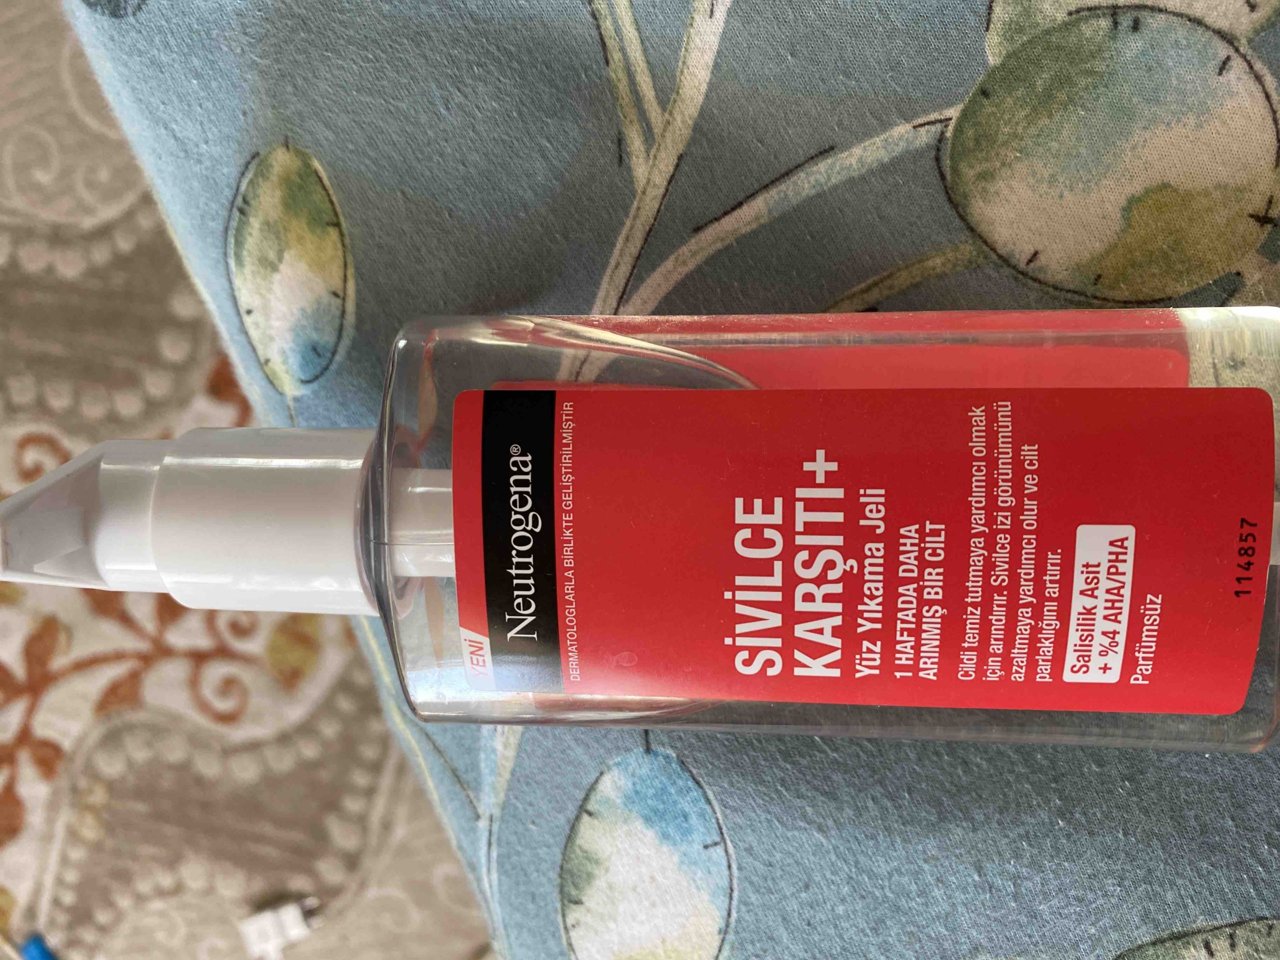 YENİ
Neutrogena®
DERMATOLOGLARLA BİRLİKTE GELİŞTİRİLMİŞTİR
SİVİLCE
KARŞITI+
Yüz Yıkama Jeli
1 HAFTADA DAHA
ARINMIŞ BİR CİLT
Cildi temiz tutmaya yardımcı olmak
için arındırır. Sivilce izi görünümünü
azaltmaya yardımcı olur ve cilt
parlaklığını artırır.
Salisilik Asit
+ %4 AHA/PHA
Parfümsüz
114857